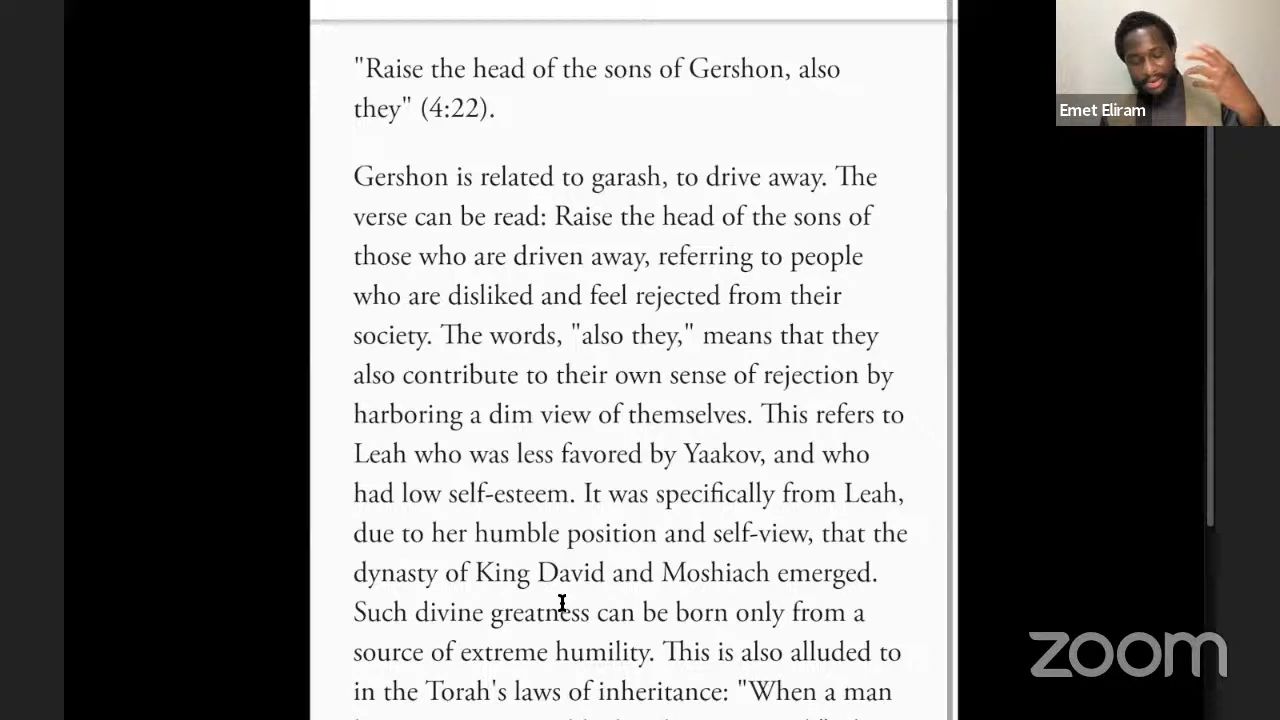 "Raise the head of the sons of Gershon, also
they" (4:22).
Gershon is related to garash, to drive away. The
verse can be read: Raise the head of the sons of
those who are driven away, referring to people
who are disliked and feel rejected from their
society. The words, "also they," means that they
also contribute to their own sense of rejection by
harboring a dim view of themselves. This refers to
Leah who was less favored by Yaakov, and who
had low self-esteem. It was specifically from Leah,
due to her humble position and self-view, that the
dynasty of King David and Moshiach emerged.
Such divine greatness can be born only from a
source of extreme humility. This is also alluded to
in the Torah's laws of inheritance: "When a man
Emet Eliram
zoom